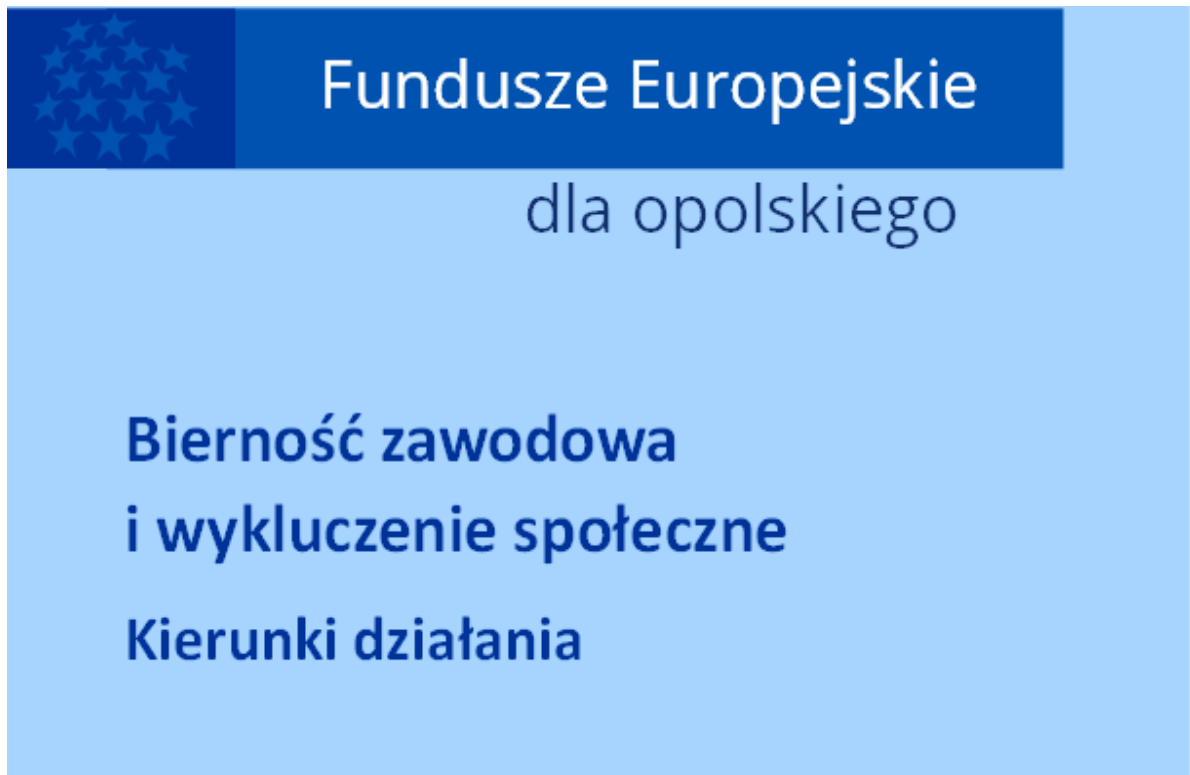 Fundusze Europejskie
dla opolskiego
Bierność zawodowa
i wykluczenie społeczne
Kierunki działania